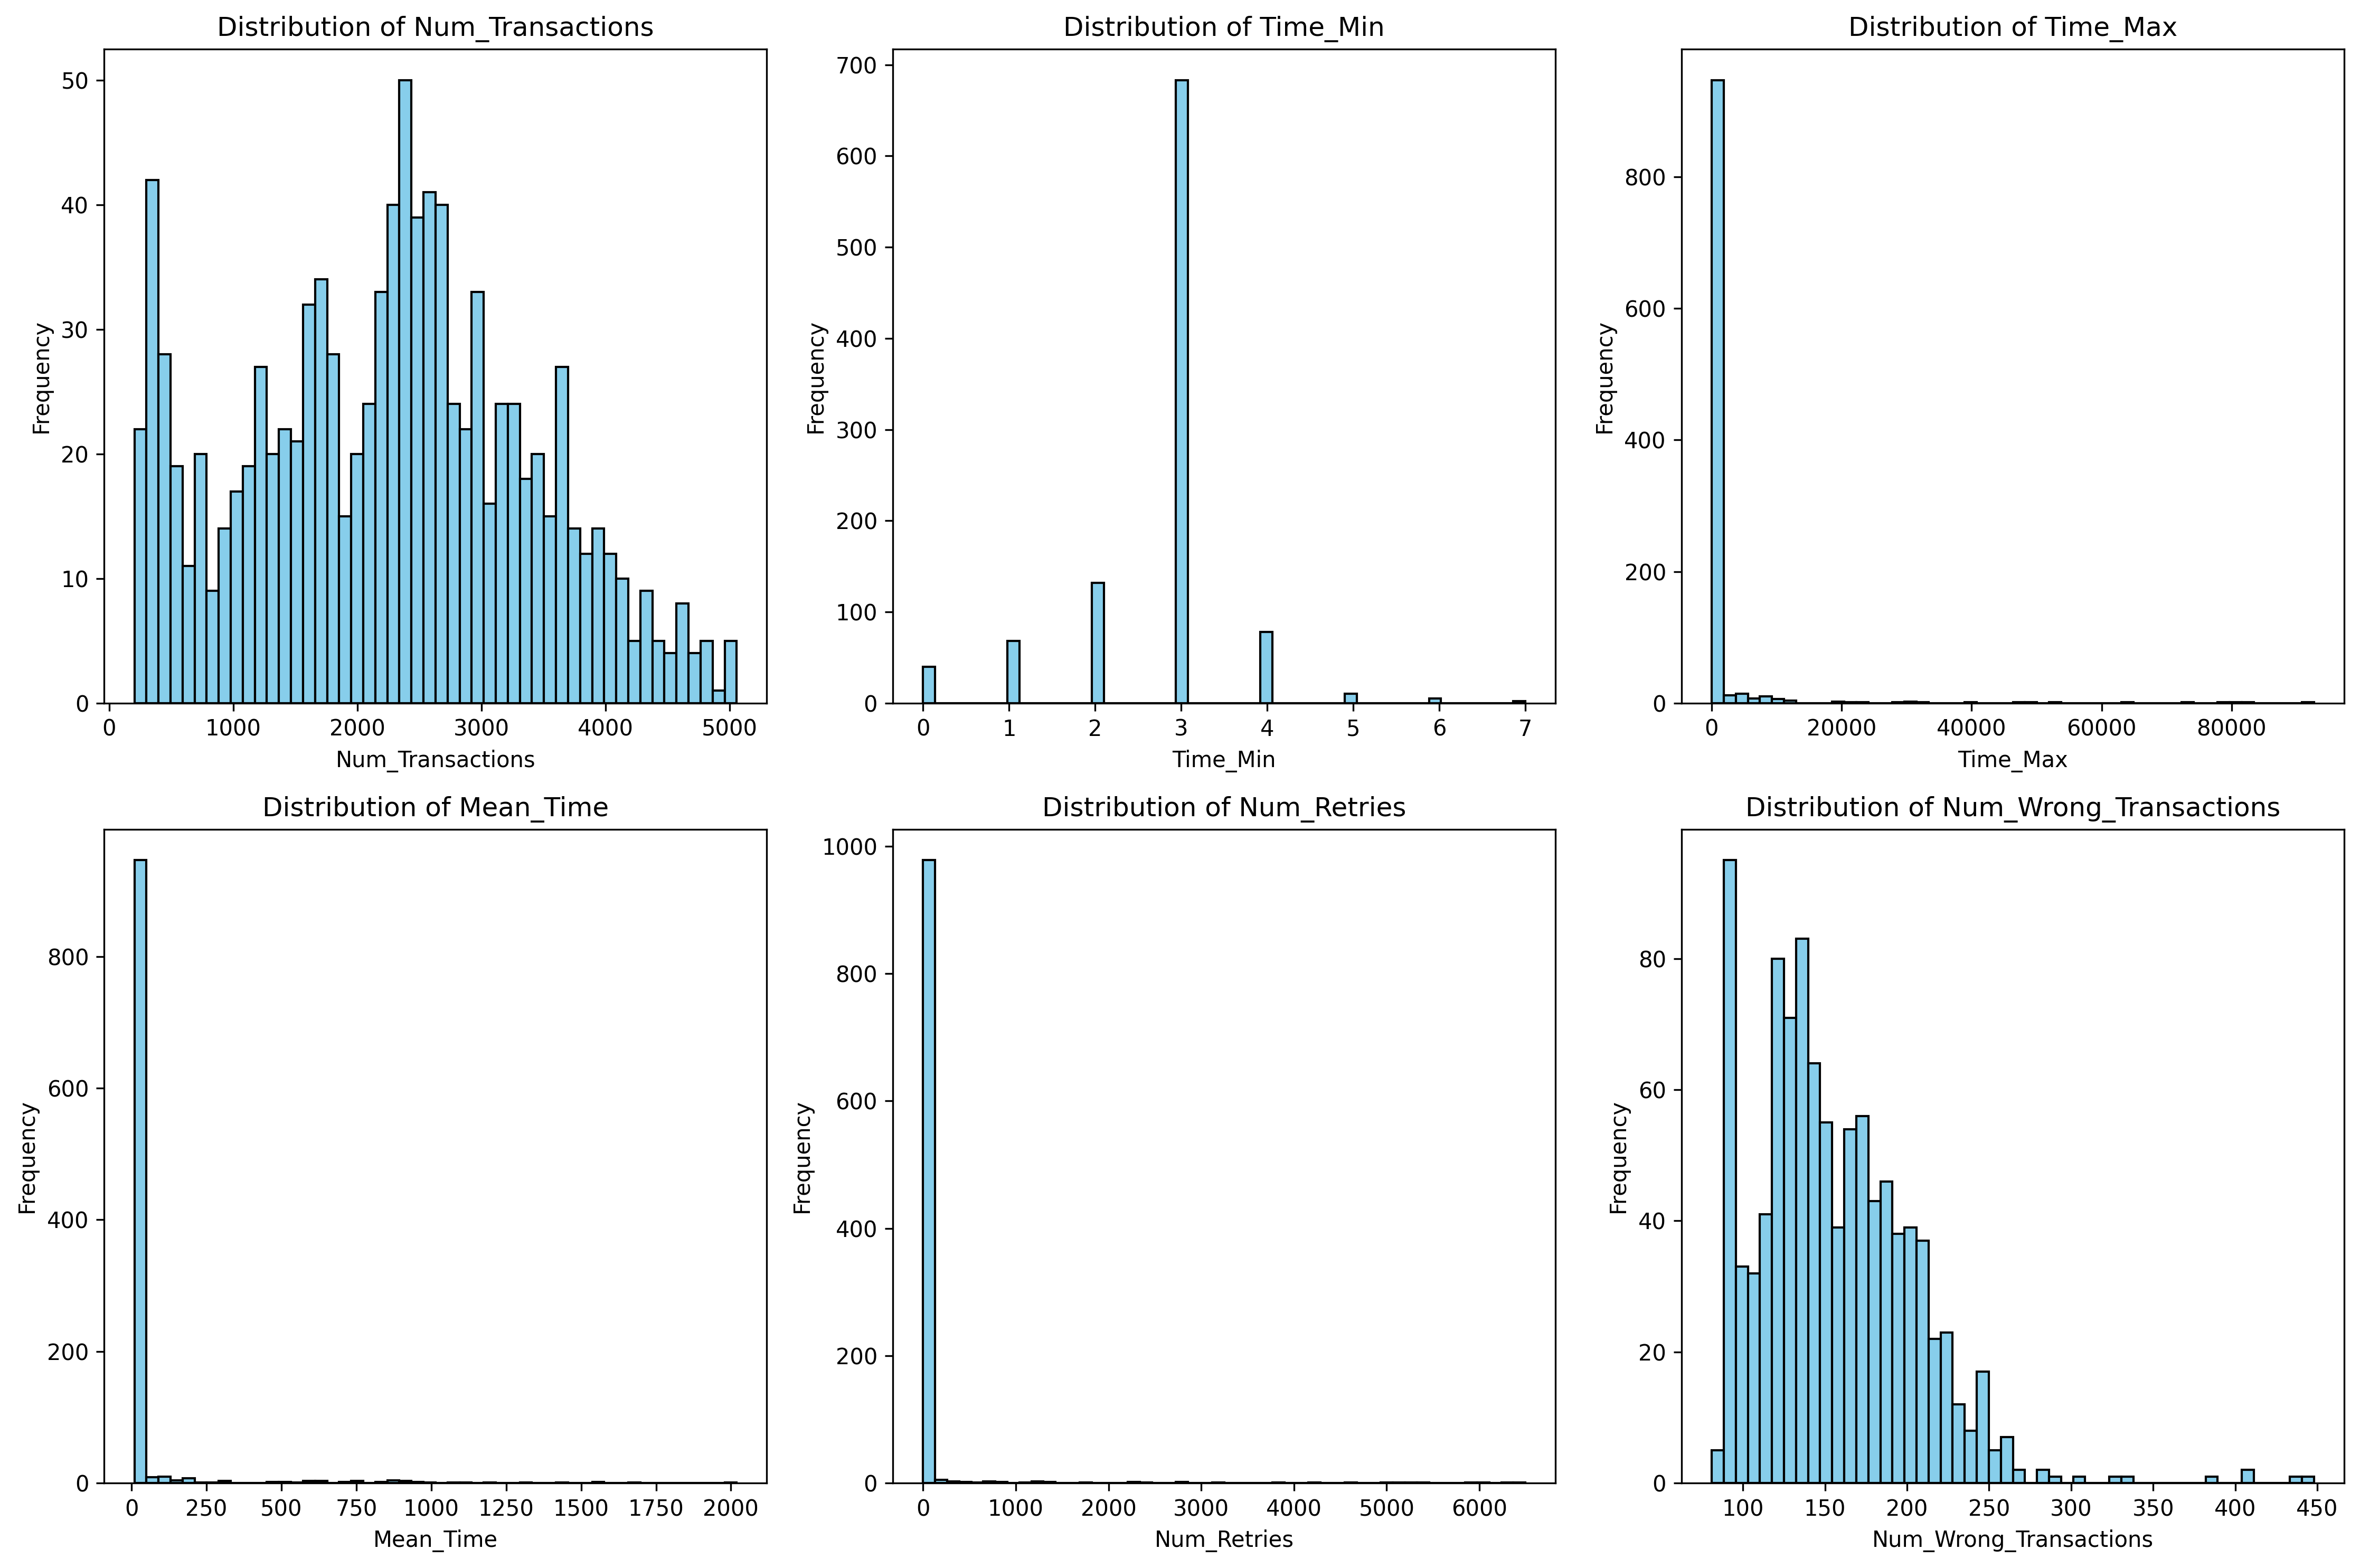 Distribution of Num_Transactions
Frequency
50
40
30
20
10
0
0 1000 2000 3000 4000 5000
Num_Transactions
Distribution of Time_Min
Frequency
700
600
500
400
300
200
100
0
0 1 2 3 4 5 6 7
Time_Min
Distribution of Time_Max
Frequency
800
600
400
200
0
0 20000 40000 60000 80000
Time_Max
Distribution of Mean_Time
Frequency
800
600
400
200
0
0 250 500 750 1000 1250 1500 1750 2000
Mean_Time
Distribution of Num_Retries
Frequency
1000
800
600
400
200
0
0 1000 2000 3000 4000 5000 6000
Num_Retries
Distribution of Num_Wrong_Transactions
Frequency
80
60
40
20
0
100 150 200 250 300 350 400 450
Num_Wrong_Transactions